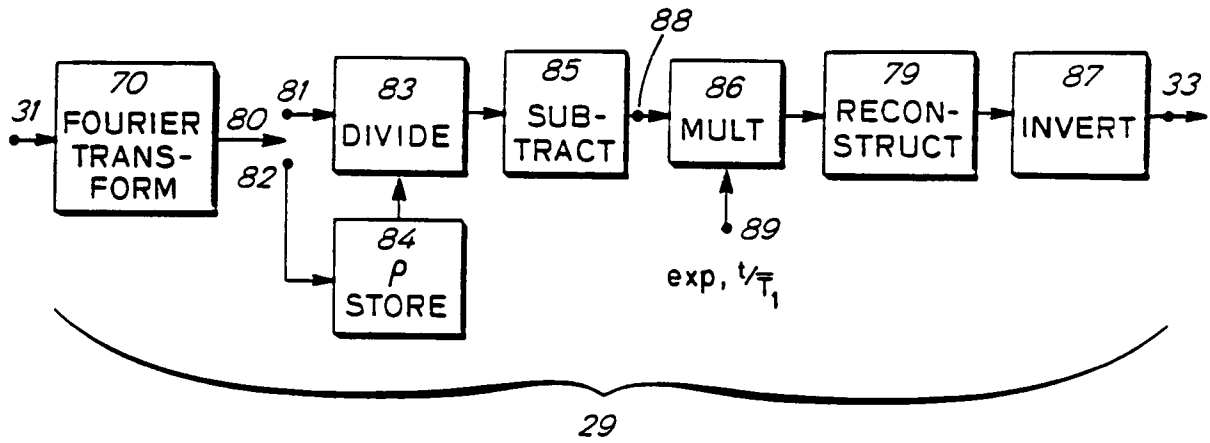 88
31
70
FOURIER
TRANS-
FORM
80
81
82
83
DIVIDE
84
ρ
STORE
85
SUB-
TRACT
86
MULT
89
exp, t/T̅₁
79
RECON-
STRUCT
87
INVERT
33
29